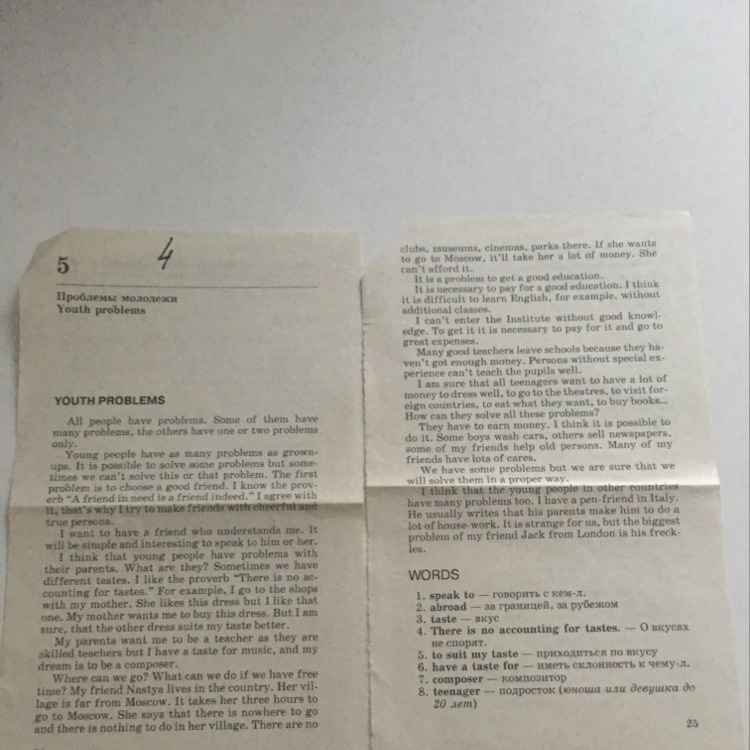 5
4
Проблемы молодежи
Youth problems
YOUTH PROBLEMS
All people have problems. Some of them have
many problems, the others have one or two problems
only.
Young people have as many problems as grown-
ups. It is possible to solve some problems but some-
times we can't solve this or that problem. The first
problem is to choose a good friend. I know the prov-
erb "A friend in need is a friend indeed." I agree with
it, that's why I try to make friends with cheerful and
true persons.
I want to have a friend who understands me. It
will be simple and interesting to speak to him or her.
I think that young people have problems with
their parents. What are they? Sometimes we have
different tastes. I like the proverb "There is no ac-
counting for tastes." For example, I go to the shops
with my mother. She likes this dress but I like that
one. My mother wants me to buy this dress. But I am
sure, that the other dress suits my taste better.
My parents want me to be a teacher as they are
skilled teachers but I have a taste for music, and my
dream is to be a composer.
Where can we go? What can we do if we have free
time? My friend Nastya lives in the country. Her vil-
lage is far from Moscow. It takes her three hours to
go to Moscow. She says that there is nowhere to go
and there is nothing to do in her village. There are no
clubs, museums, cinemas, parks there. If she wants
to go to Moscow, it'll take her a lot of money. She
can't afford it.
It is a problem to get a good education.
It is necessary to pay for a good education. I think
it is difficult to learn English, for example, without
additional classes.
I can't enter the Institute without good knowl-
edge. To get it it is necessary to pay for it and go to
great expenses.
Many good teachers leave schools because they ha-
ven't got enough money. Persons without special ex-
perience can't teach the pupils well.
I am sure that all teenagers want to have a lot of
money to dress well, to go to the theatres, to visit for-
eign countries, to eat what they want, to buy books...
How can they solve all these problems?
They have to earn money. I think it is possible to
do it. Some boys wash cars, others sell newspapers,
some of my friends help old persons. Many of my
friends have lots of cares.
We have some problems but we are sure that we
will solve them in a proper way.
I think that the young people in other countries
have many problems too. I have a pen-friend in Italy.
He usually writes that his parents make him to do a
lot of house-work. It is strange for us, but the biggest
problem of my friend Jack from London is his freck-
les.
WORDS
1. speak to — говорить с кем-л.
2. abroad — за границей, за рубежом
3. taste — вкус
4. There is no accounting for tastes. — О вкусах
не спорят.
5. to suit my taste — приходиться по вкусу
6. have a taste for — иметь склонность к чему-л.
7. composer — композитор
8. teenager — подросток (юноша или девушка до
20 лет)
25